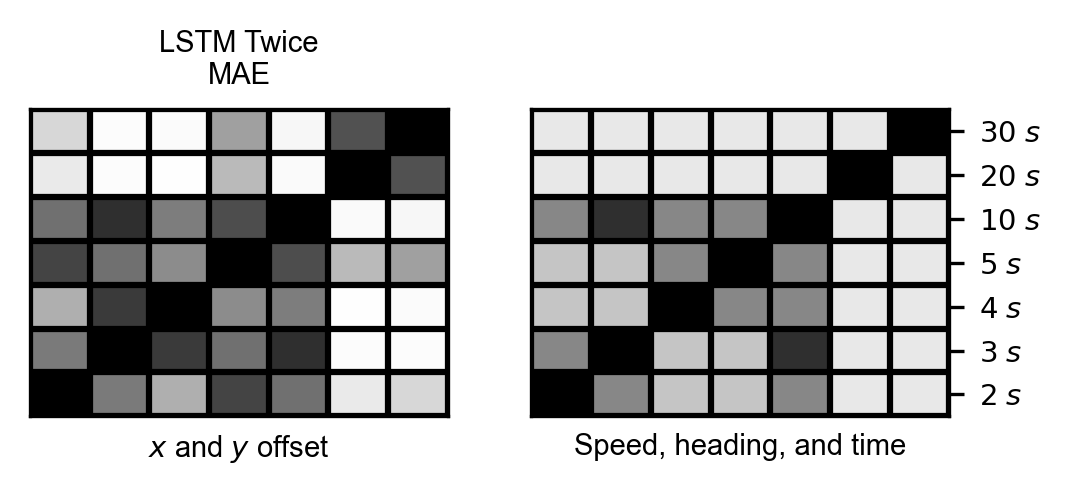 LSTM Twice
MAE
30 s
20 s
10 s
5 s
4 s
3 s
2 s
x and y offset
Speed, heading, and time